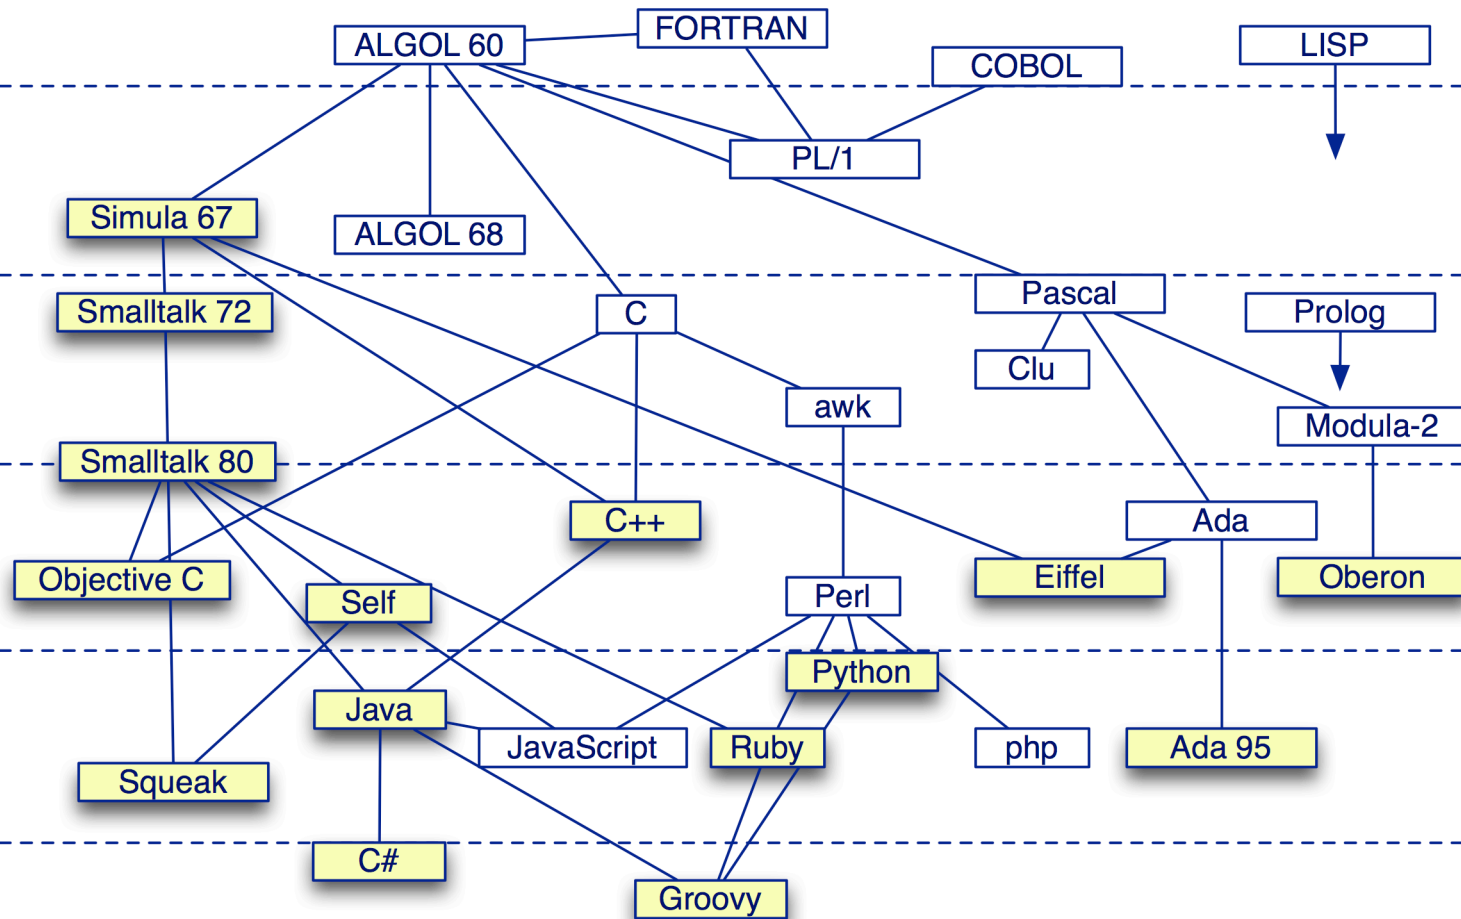 FORTRAN
ALGOL 60
LISP
COBOL
PL/1
Simula 67
ALGOL 68
Pascal
Smalltalk 72
C
Prolog
Clu
awk
Modula-2
Smalltalk 80
C++
Ada
Objective C
Eiffel
Oberon
Self
Perl
Python
Java
JavaScript
Ruby
php
Ada 95
Squeak
C#
Groovy